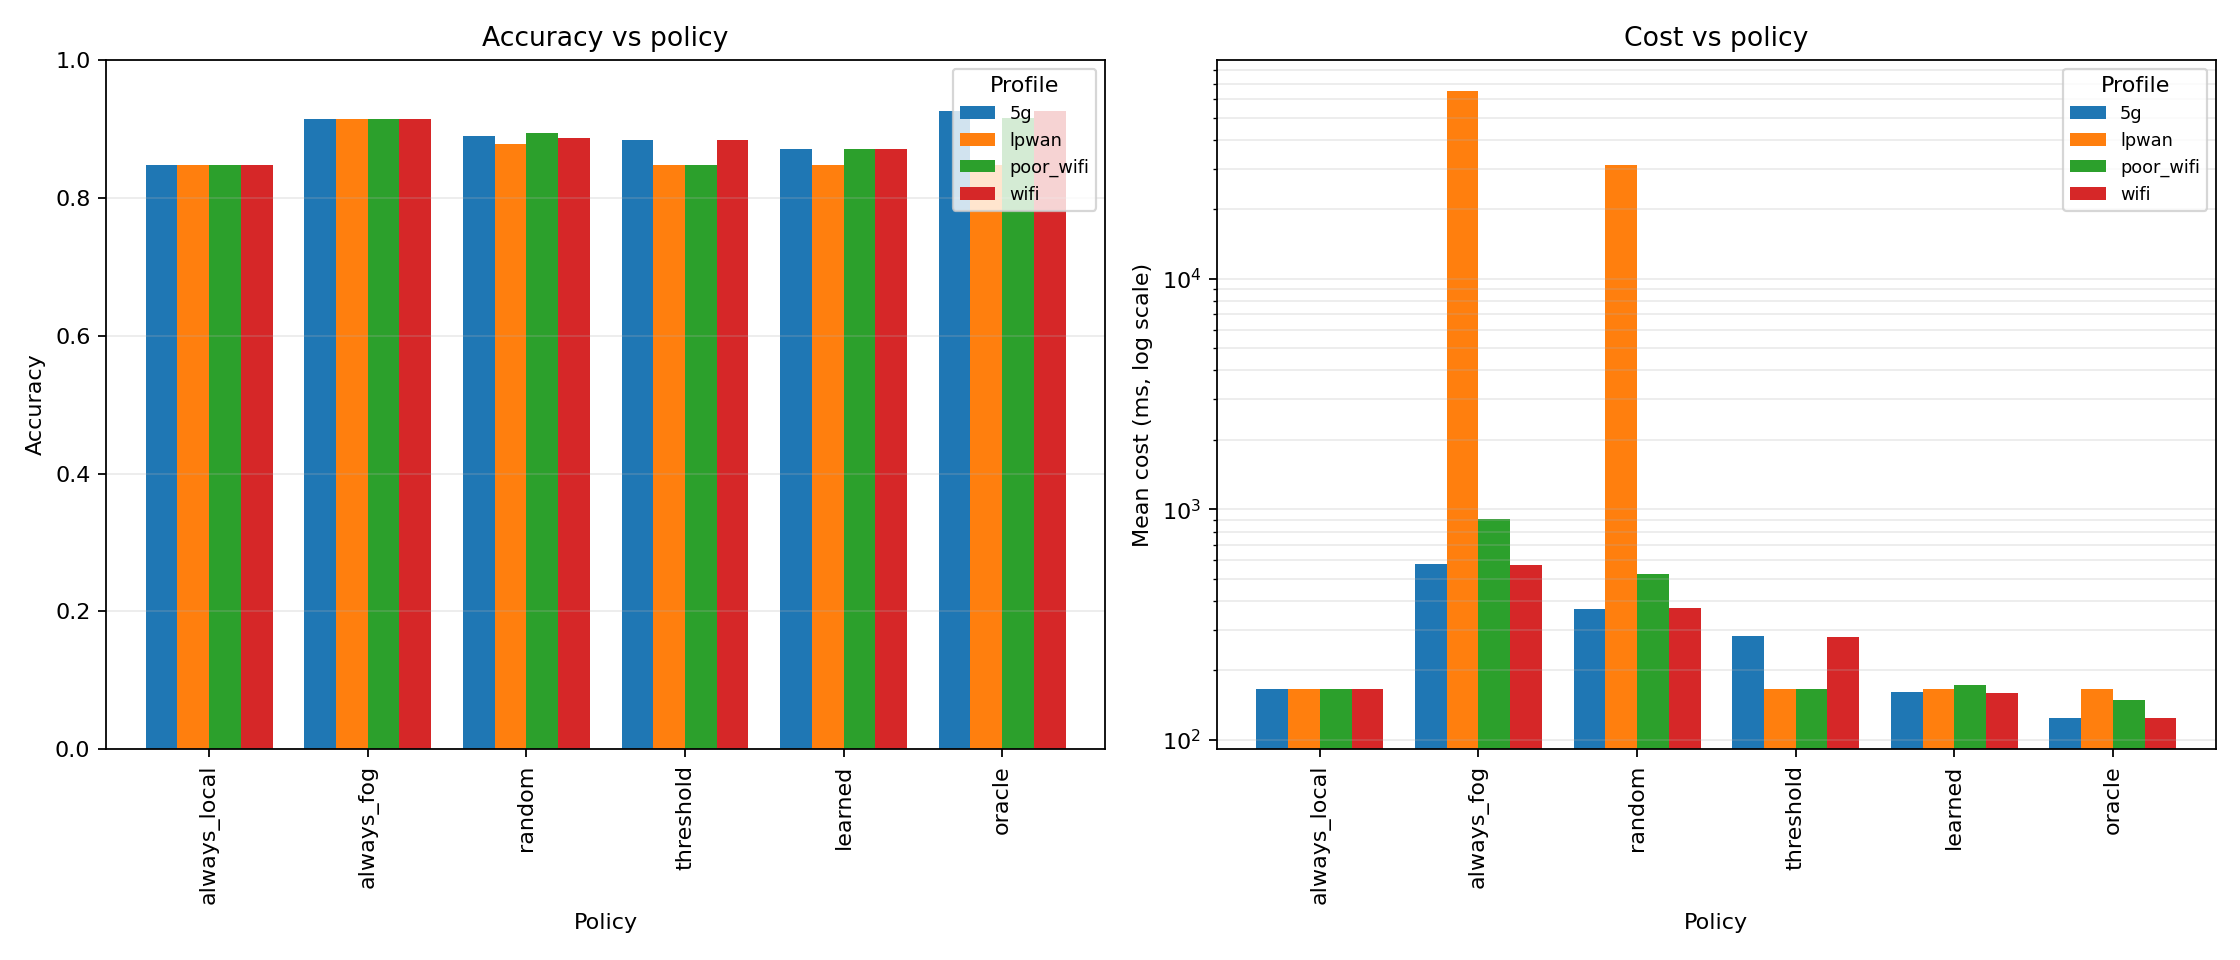 Accuracy vs policy
Accuracy
1.0
0.8
0.6
0.4
0.2
0.0
Profile
5g
lpwan
poor_wifi
wifi
always_local
always_fog
random
threshold
learned
oracle
Policy
Cost vs policy
Mean cost (ms, log scale)
10⁴
10³
10²
Profile
5g
lpwan
poor_wifi
wifi
always_local
always_fog
random
threshold
learned
oracle
Policy